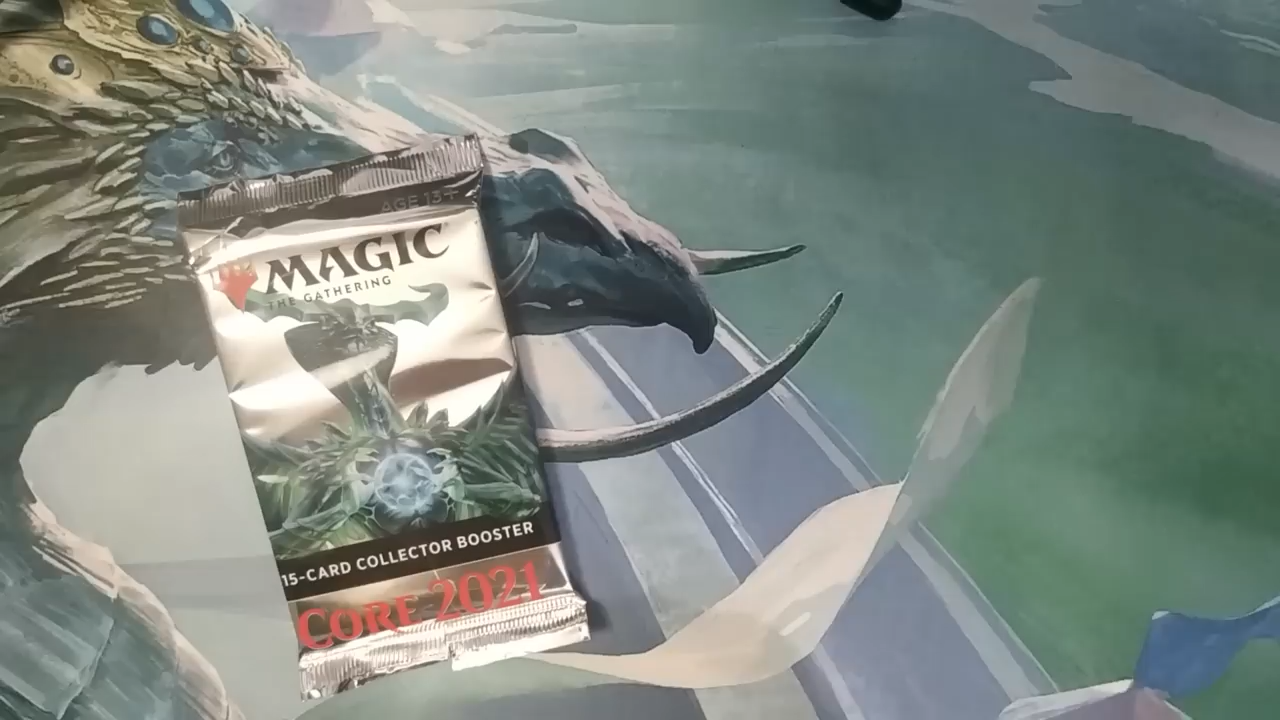 AGE 13+
MAGIC
THE GATHERING
15-CARD COLLECTOR BOOSTER
CORE 2021